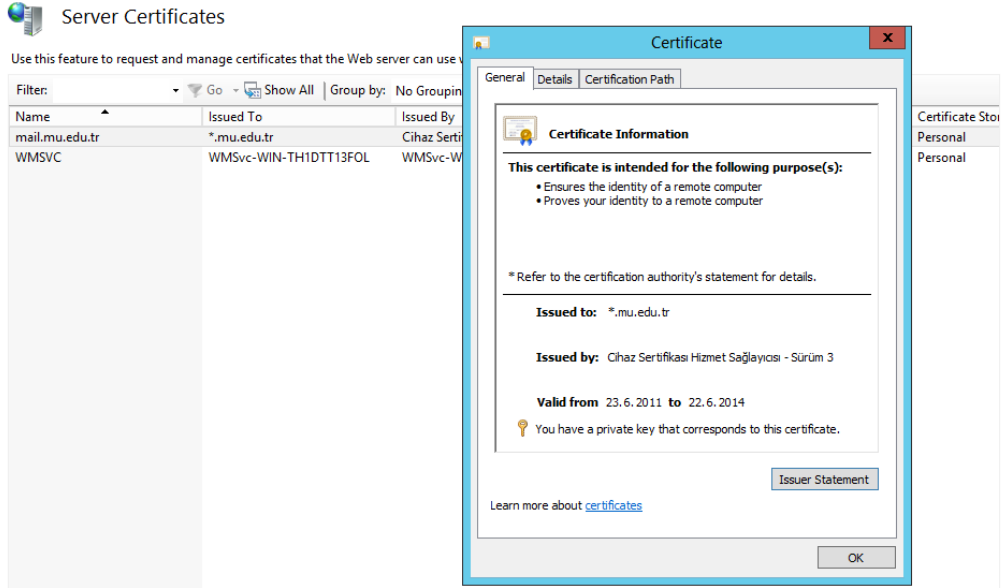 Server Certificates
Use this feature to request and manage certificates that the Web server can use
Filter: Go Show All Group by: No Grouping
Name Issued To Issued By Certificate Stor
mail.mu.edu.tr *.mu.edu.tr Cihaz Serti Personal
WMSVC WMSvc-WIN-TH1DTT13FOL WMSvc-W Personal
Certificate
x
General Details Certification Path
Certificate Information
This certificate is intended for the following purpose(s):
• Ensures the identity of a remote computer
• Proves your identity to a remote computer
* Refer to the certification authority's statement for details.
Issued to: *.mu.edu.tr
Issued by: Cihaz Sertifikası Hizmet Sağlayıcısı - Sürüm 3
Valid from 23.6.2011 to 22.6.2014
You have a private key that corresponds to this certificate.
Issuer Statement
Learn more about certificates
OK